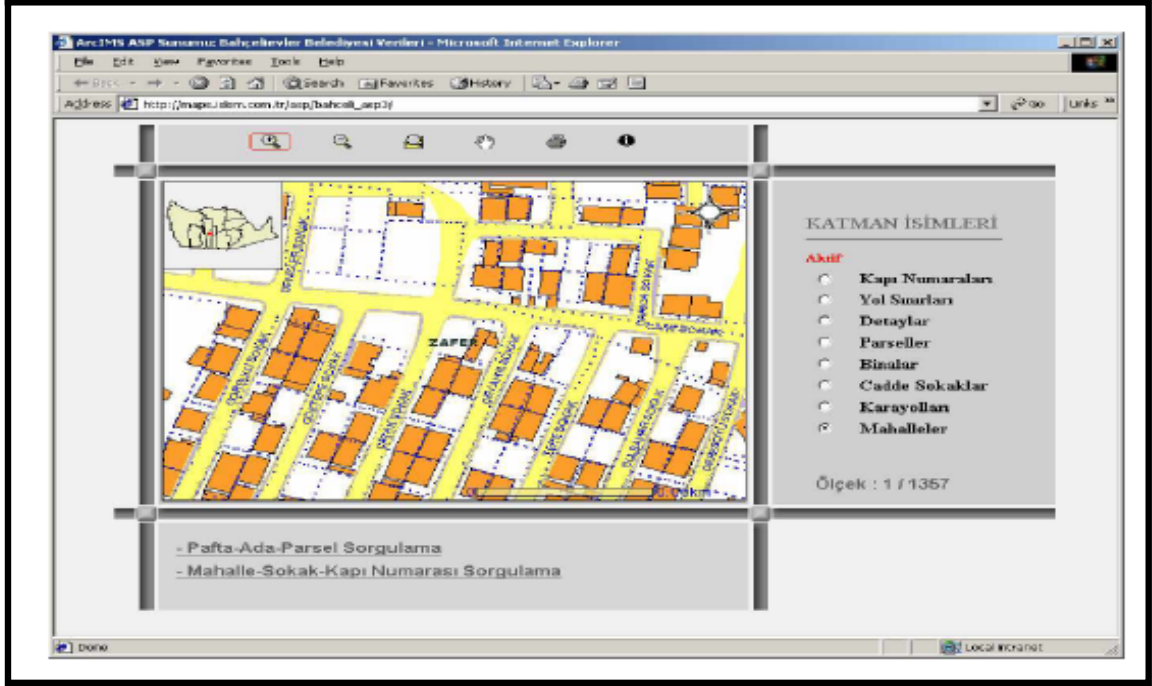 ArcIMS ASP Sunumu: Bahçelievler Belediyesi Verileri - Microsoft Internet Explorer
File Edit View Favorites Tools Help
Back Search Favorites History
Address http://maps.islem.com.tr/asp/bahceli_asp3/ Go Links
KATMAN İSİMLERİ
Aktif
Kapı Numaraları
Yol Sınırları
Detaylar
Parseller
Binalar
Cadde Sokaklar
Karayolları
Mahalleler
Ölçek : 1 / 1357
ZAFER
- Pafta-Ada-Parsel Sorgulama
- Mahalle-Sokak-Kapı Numarası Sorgulama
Done Local intranet